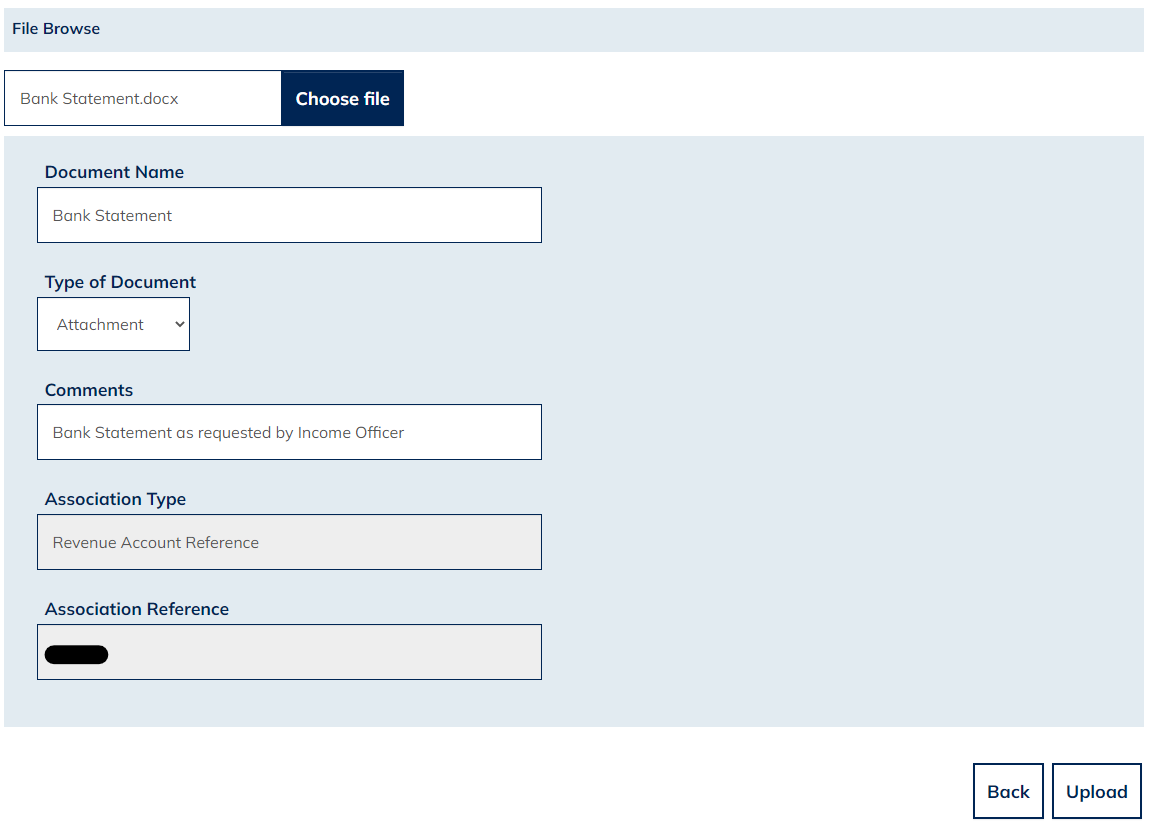 File Browse
Bank Statement.docx
Choose file
Document Name
Bank Statement
Type of Document
Attachment
Comments
Bank Statement as requested by Income Officer
Association Type
Revenue Account Reference
Association Reference
Back
Upload